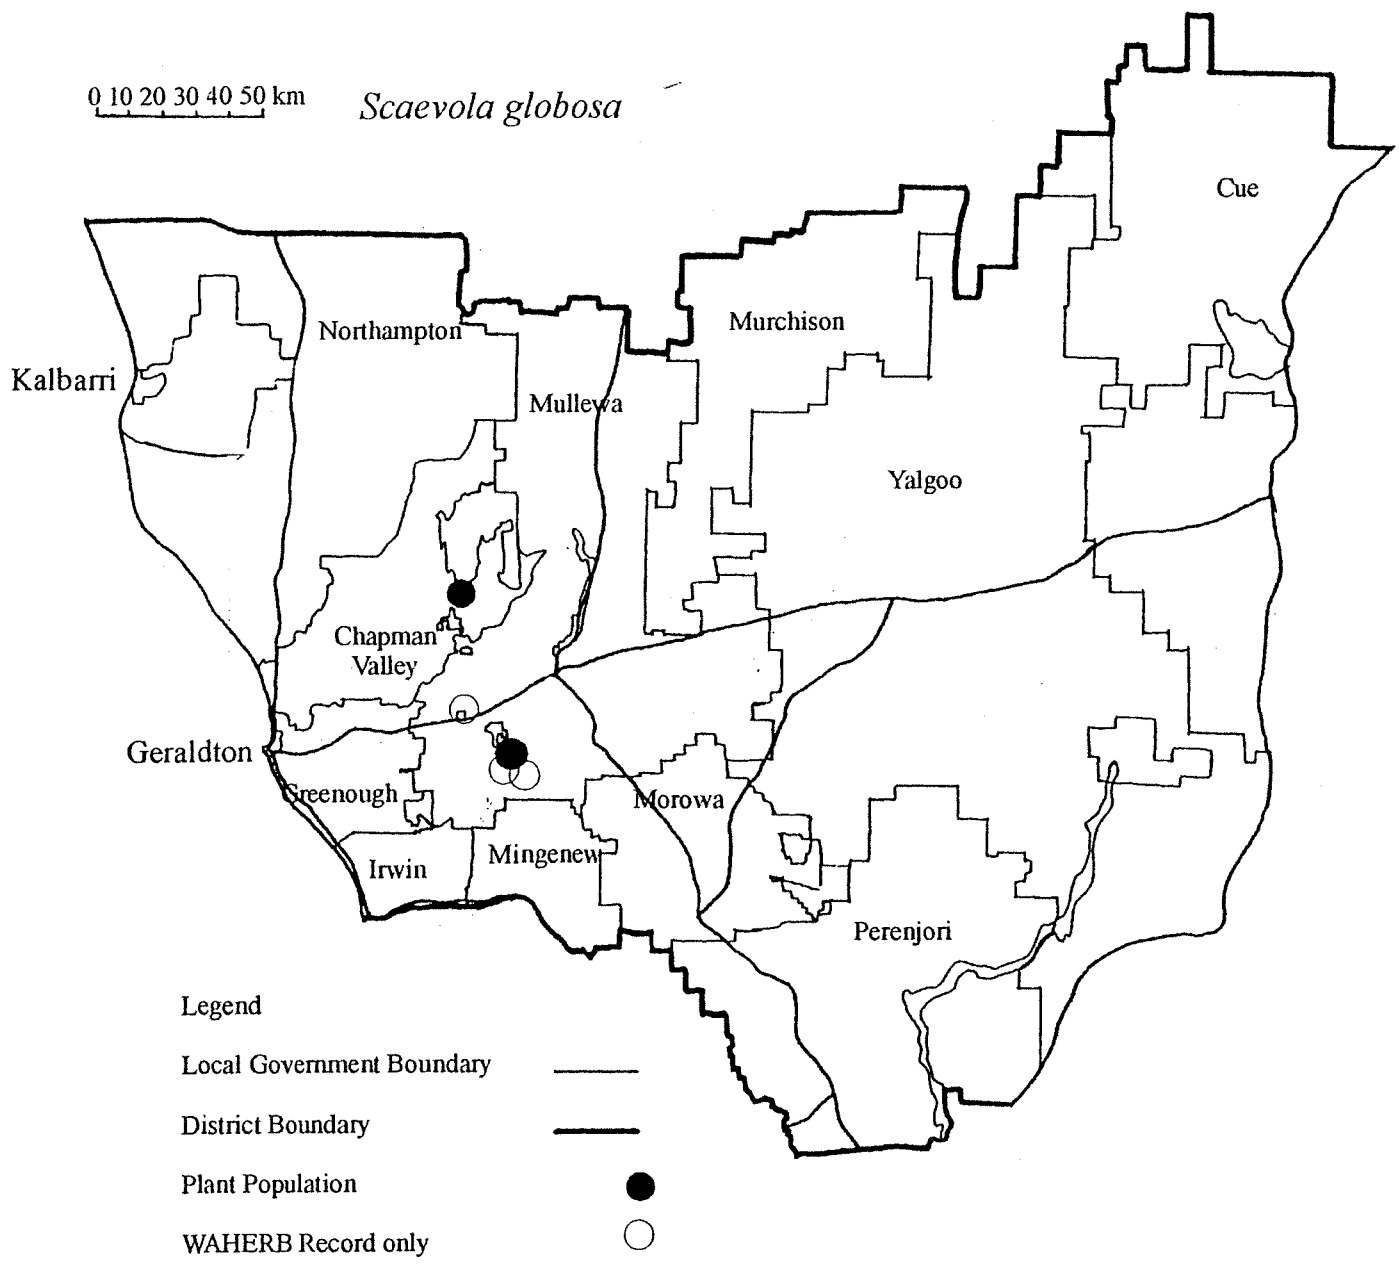 0 10 20 30 40 50 km
Scaevola globosa
Cue
Northampton
Murchison
Kalbarri
Mullewa
Yalgoo
Chapman
Valley
Geraldton
Greenough
Morowa
Irwin
Mingenew
Perenjori
Legend
Local Government Boundary
District Boundary
Plant Population
WAHERB Record only